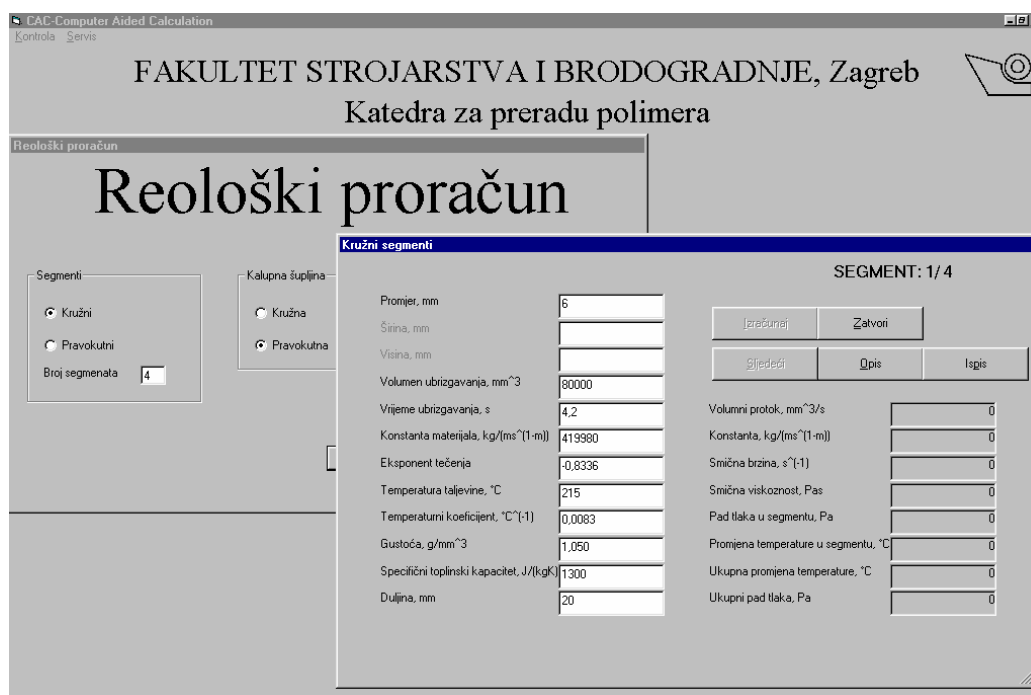 CAC-Computer Aided Calculation
Kontrola Servis
FAKULTET STROJARSTVA I BRODOGRADNJE, Zagreb
Katedra za preradu polimera
Reološki proračun
Reološki proračun
Segmenti
Kružni
Pravokutni
Broj segmenata 4
Kalupna šupljina
Kružna
Pravokutna
Kružni segmenti
SEGMENT: 1/ 4
Promjer, mm 6
Širina, mm
Visina, mm
Volumen ubrizgavanja, mm^3 80000
Vrijeme ubrizgavanja, s 4,2
Konstanta materijala, kg/(ms^(1-m)) 419980
Eksponent tečenja -0,8336
Temperatura taljevine, °C 215
Temperaturni koeficijent, °C^(-1) 0,0083
Gustoća, g/mm^3 1,050
Specifični toplinski kapacitet, J/(kgK) 1300
Duljina, mm 20
Izračunaj Zatvori
Sljedeći Opis Ispis
Volumni protok, mm^3/s 0
Konstanta, kg/(ms^(1-m)) 0
Smična brzina, s^(-1) 0
Smična viskoznost, Pas 0
Pad tlaka u segmentu, Pa 0
Promjena temperature u segmentu, °C 0
Ukupna promjena temperature, °C 0
Ukupni pad tlaka, Pa 0